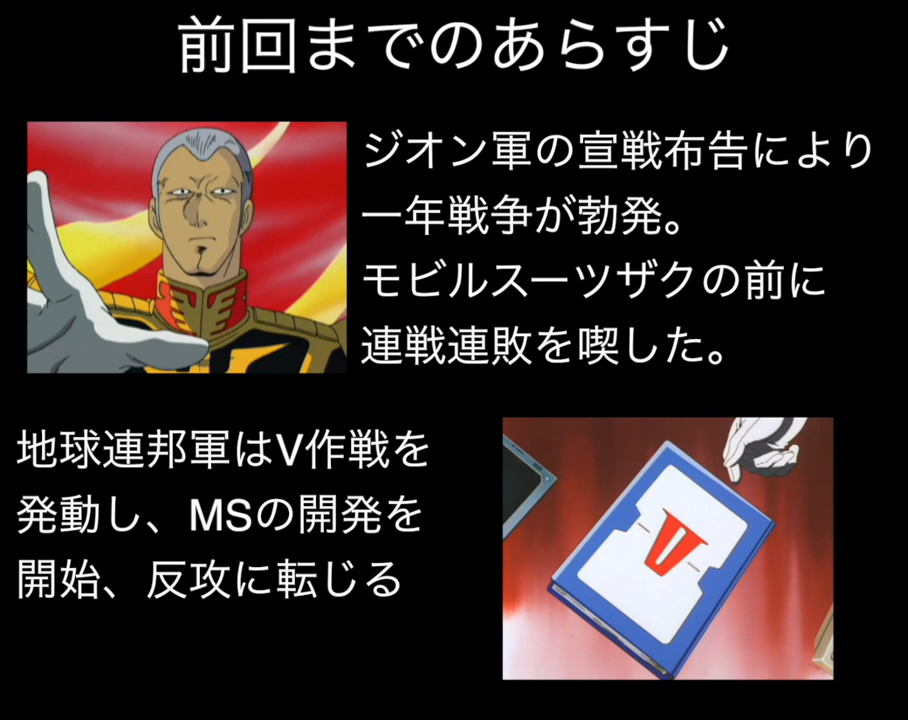 前回までのあらすじ
ジオン軍の宣戦布告により
一年戦争が勃発。
モビルスーツザクの前に
連戦連敗を喫した。
地球連邦軍はV作戦を
発動し、MSの開発を
開始、反攻に転じる
V